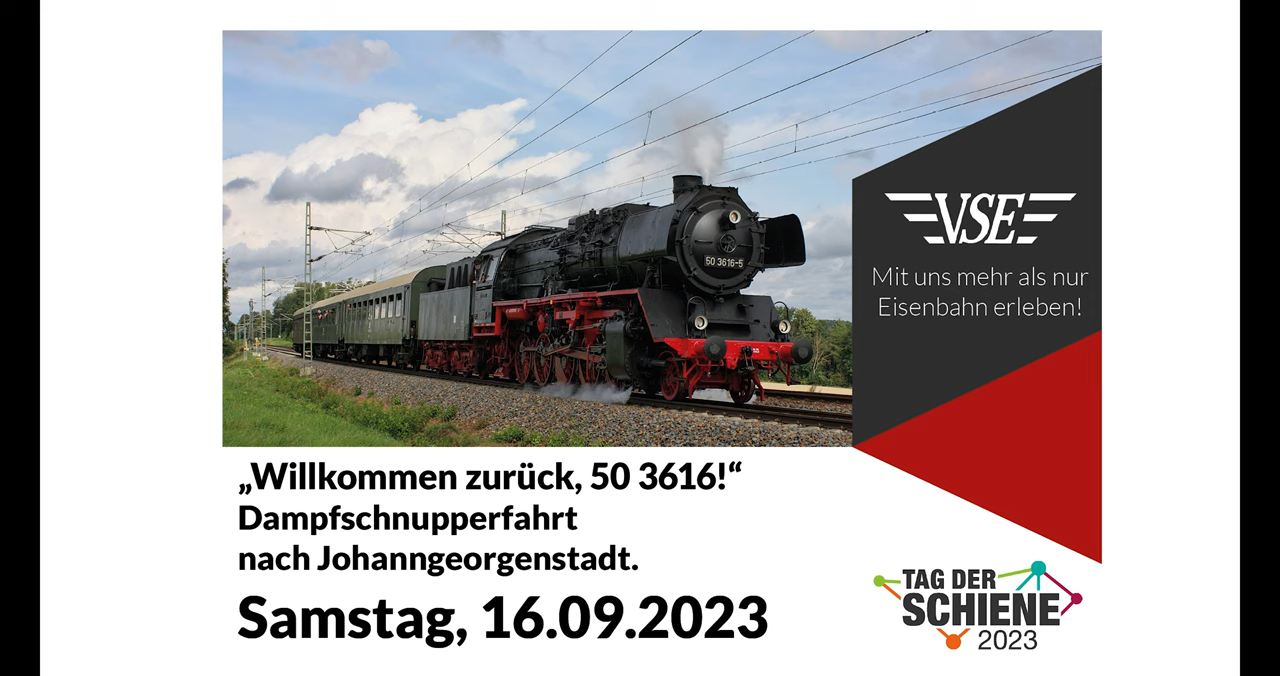 50 3616-5
VSE
Mit uns mehr als nur
Eisenbahn erleben!
„Willkommen zurück, 50 3616!“
Dampfschnupperfahrt
nach Johanngeorgenstadt.
Samstag, 16.09.2023
TAG DER
SCHIENE
2023